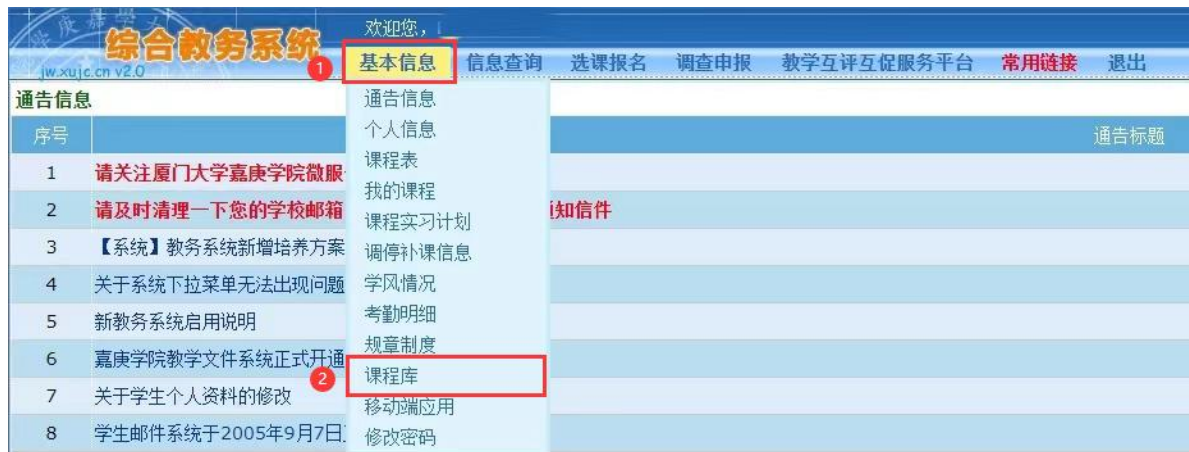 欢迎您，
综合教务系统
jw.xujc.cn v2.0
1
基本信息 信息查询 选课报名 调查申报 教学互评互促服务平台 常用链接 退出
通告信息
通告信息
个人信息
课程表
我的课程
课程实习计划
调停补课信息
学风情况
考勤明细
规章制度
2
课程库
移动端应用
修改密码
序号 通告标题
1 请关注厦门大学嘉庚学院微服
2 请及时清理一下您的学校邮箱 知信件
3 【系统】教务系统新增培养方案
4 关于系统下拉菜单无法出现问题
5 新教务系统启用说明
6 嘉庚学院教学文件系统正式开通
7 关于学生个人资料的修改
8 学生邮件系统于2005年9月7日